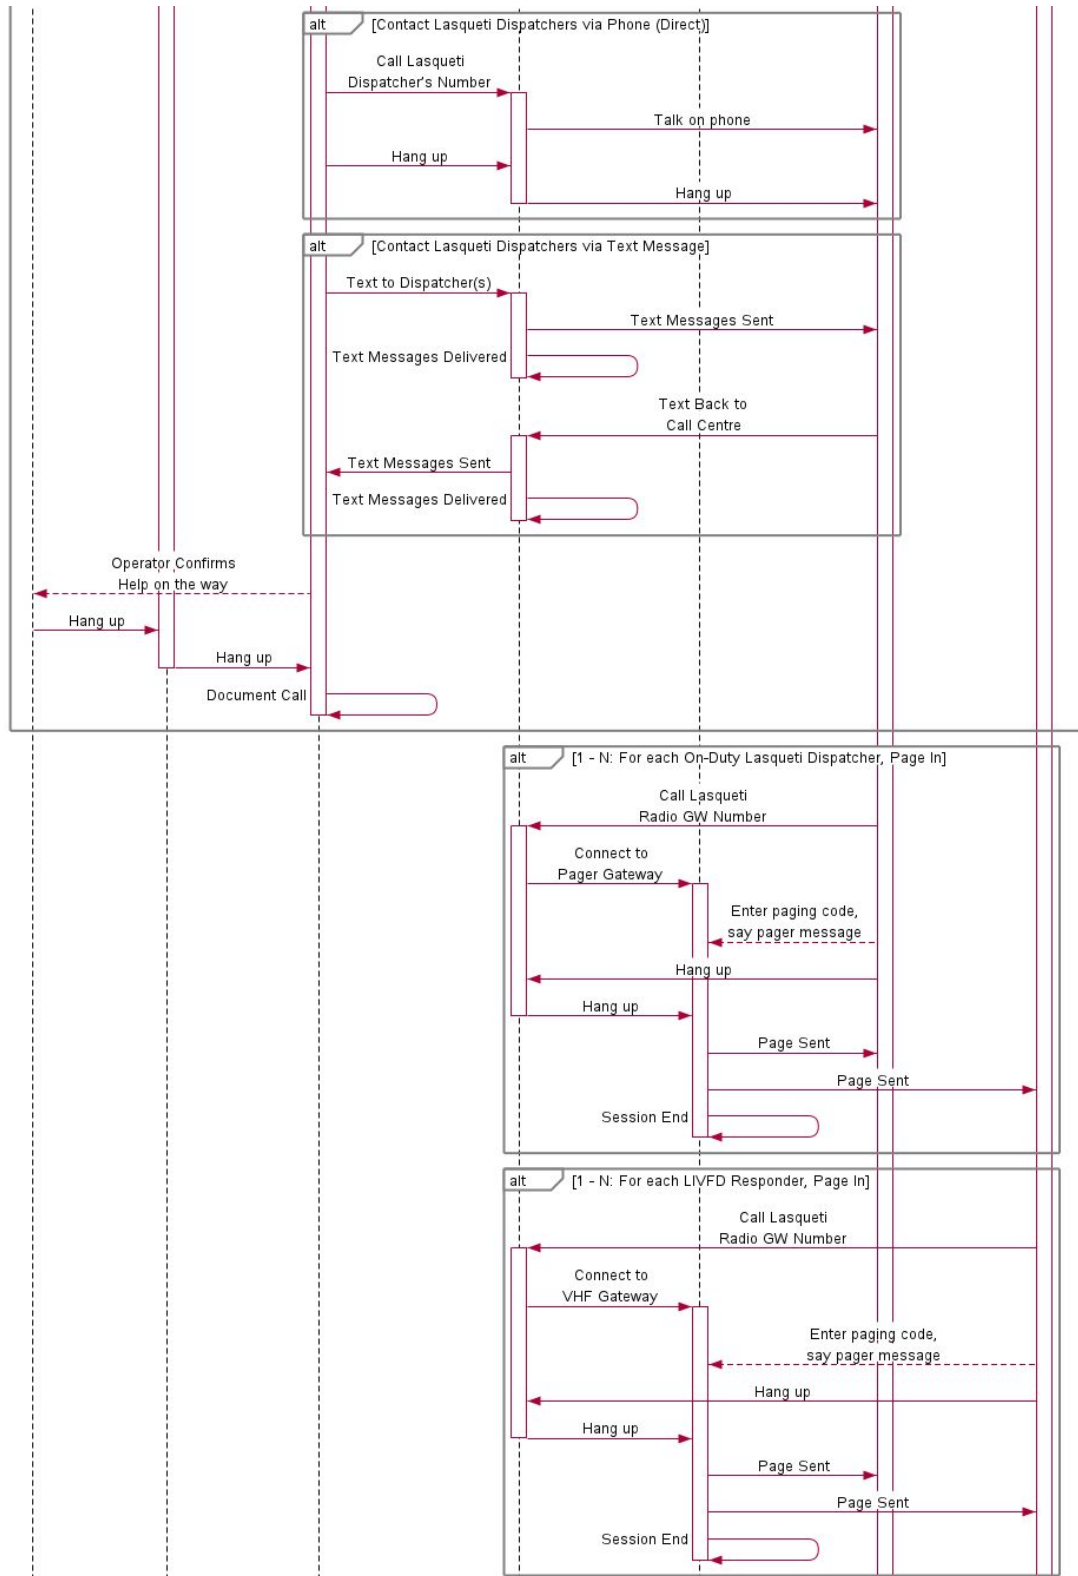 alt [Contact Lasqueti Dispatchers via Phone (Direct)]
Call Lasqueti
Dispatcher's Number
Talk on phone
Hang up
Hang up
alt [Contact Lasqueti Dispatchers via Text Message]
Text to Dispatcher(s)
Text Messages Sent
Text Messages Delivered
Text Back to
Call Centre
Text Messages Sent
Text Messages Delivered
Operator Confirms
Help on the way
Hang up
Hang up
Document Call
alt [1 - N: For each On-Duty Lasqueti Dispatcher, Page In]
Call Lasqueti
Radio GW Number
Connect to
Pager Gateway
Enter paging code,
say pager message
Hang up
Hang up
Page Sent
Page Sent
Session End
alt [1 - N: For each LIVFD Responder, Page In]
Call Lasqueti
Radio GW Number
Connect to
VHF Gateway
Enter paging code,
say pager message
Hang up
Hang up
Page Sent
Page Sent
Session End